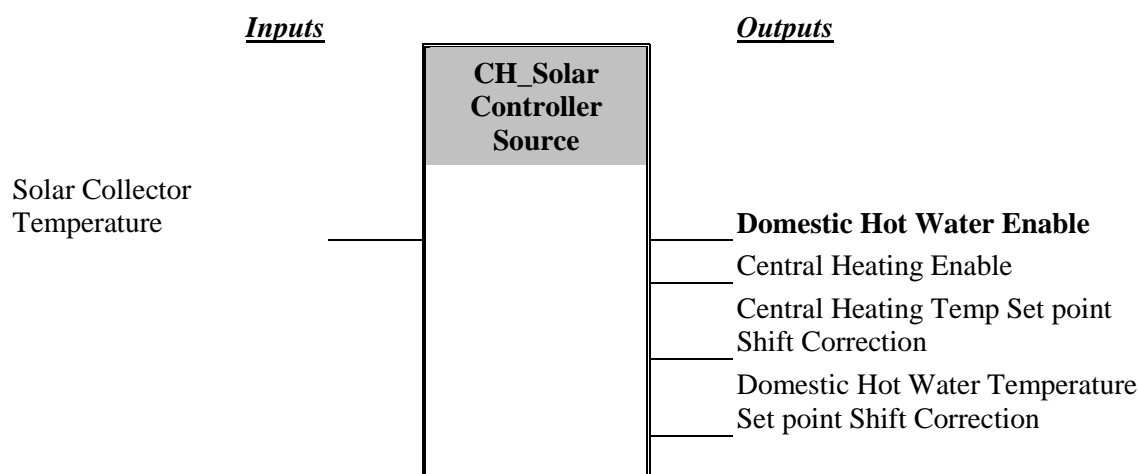 Inputs
Outputs
CH_Solar
Controller
Source
Solar Collector
Temperature
Domestic Hot Water Enable
Central Heating Enable
Central Heating Temp Set point
Shift Correction
Domestic Hot Water Temperature
Set point Shift Correction